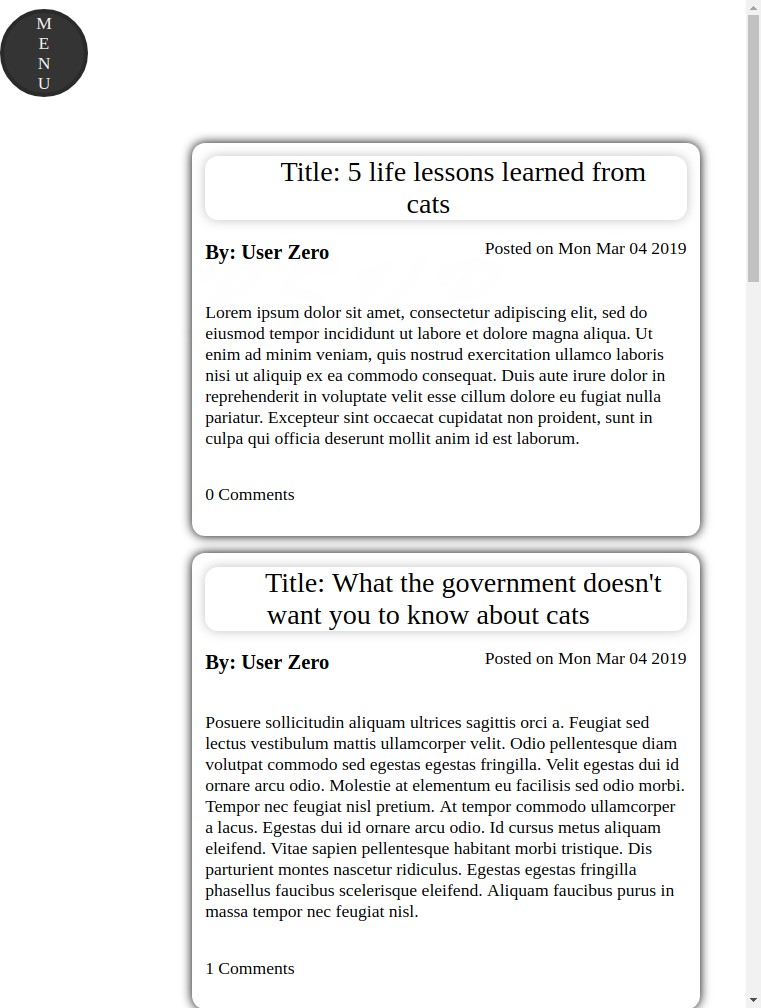 M
E
N
U
Title: 5 life lessons learned from
cats
By: User Zero
Posted on Mon Mar 04 2019
Lorem ipsum dolor sit amet, consectetur adipiscing elit, sed do
eiusmod tempor incididunt ut labore et dolore magna aliqua. Ut
enim ad minim veniam, quis nostrud exercitation ullamco laboris
nisi ut aliquip ex ea commodo consequat. Duis aute irure dolor in
reprehenderit in voluptate velit esse cillum dolore eu fugiat nulla
pariatur. Excepteur sint occaecat cupidatat non proident, sunt in
culpa qui officia deserunt mollit anim id est laborum.
0 Comments
Title: What the government doesn't
want you to know about cats
By: User Zero
Posted on Mon Mar 04 2019
Posuere sollicitudin aliquam ultrices sagittis orci a. Feugiat sed
lectus vestibulum mattis ullamcorper velit. Odio pellentesque diam
volutpat commodo sed egestas egestas fringilla. Velit egestas dui id
ornare arcu odio. Molestie at elementum eu facilisis sed odio morbi.
Tempor nec feugiat nisl pretium. At tempor commodo ullamcorper
a lacus. Egestas dui id ornare arcu odio. Id cursus metus aliquam
eleifend. Vitae sapien pellentesque habitant morbi tristique. Dis
parturient montes nascetur ridiculus. Egestas egestas fringilla
phasellus faucibus scelerisque eleifend. Aliquam faucibus purus in
massa tempor nec feugiat nisl.
1 Comments